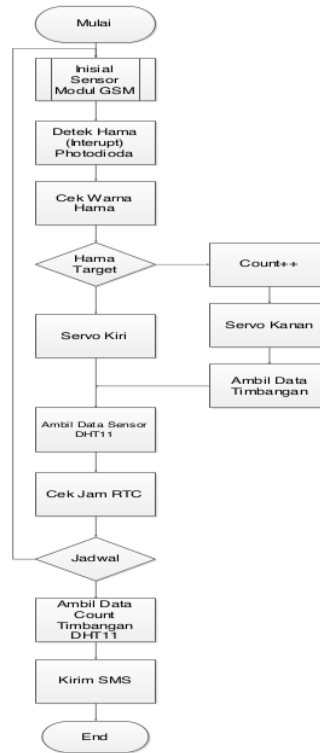 Mulai
Inisial
Sensor
Modul GSM
Detek Hama
(Interupt)
Photodioda
Cek Warna
Hama
Hama
Target
Count++
Servo Kiri
Servo Kanan
Ambil Data
Timbangan
Ambil Data Sensor
DHT11
Cek Jam RTC
Jadwal
Ambil Data
Count
Timbangan
DHT11
Kirim SMS
End